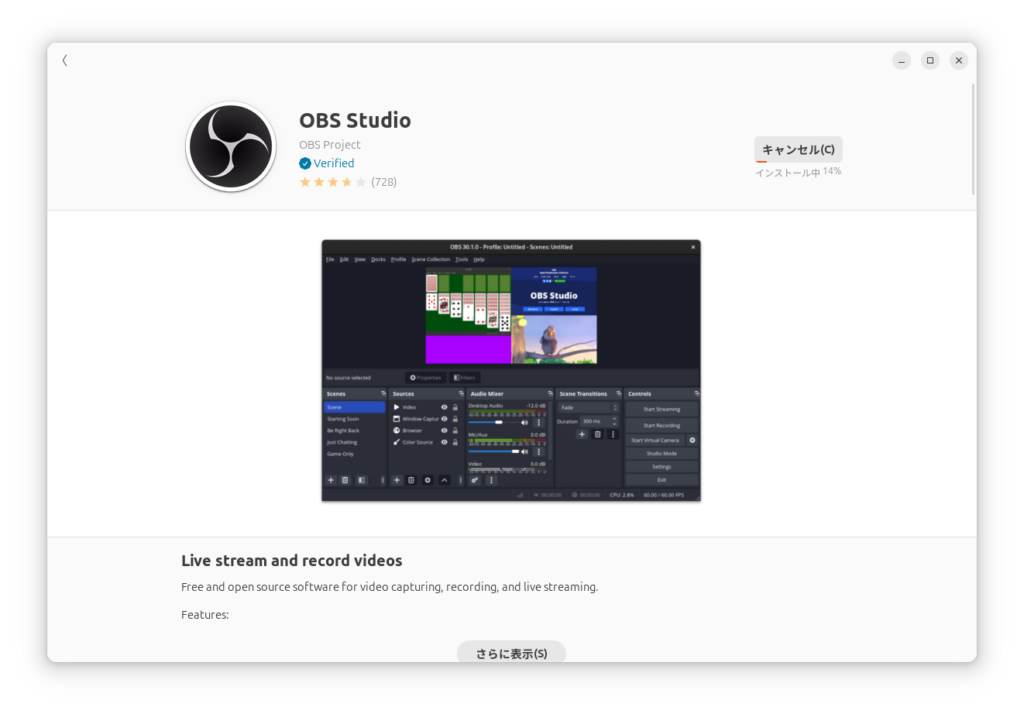 OBS Studio
OBS Project
Verified
(728)
キャンセル(C)
インストール中 14%
OBS 30.1.0 - Profile: Untitled - Scenes: Untitled
File Edit View Docks Profile Scene Collection Tools Help
OBS Studio
No source selected
Properties Filters
Scenes Sources Audio Mixer Scene Transitions Controls
Scene
Starting Soon
Be Right Back
Just Chatting
Game Only
Video
Window Captur
Browser
Color Source
Desktop Audio -12.0 dB
Mic/Aux 0.0 dB
Video 0.0 dB
Fade
Duration 300 ms
Start Streaming
Start Recording
Start Virtual Camera
Studio Mode
Settings
Exit
00:00:00 00:00:00 CPU: 2.8% 60.00 / 60.00 FPS
Live stream and record videos
Free and open source software for video capturing, recording, and live streaming.
Features:
さらに表示(S)